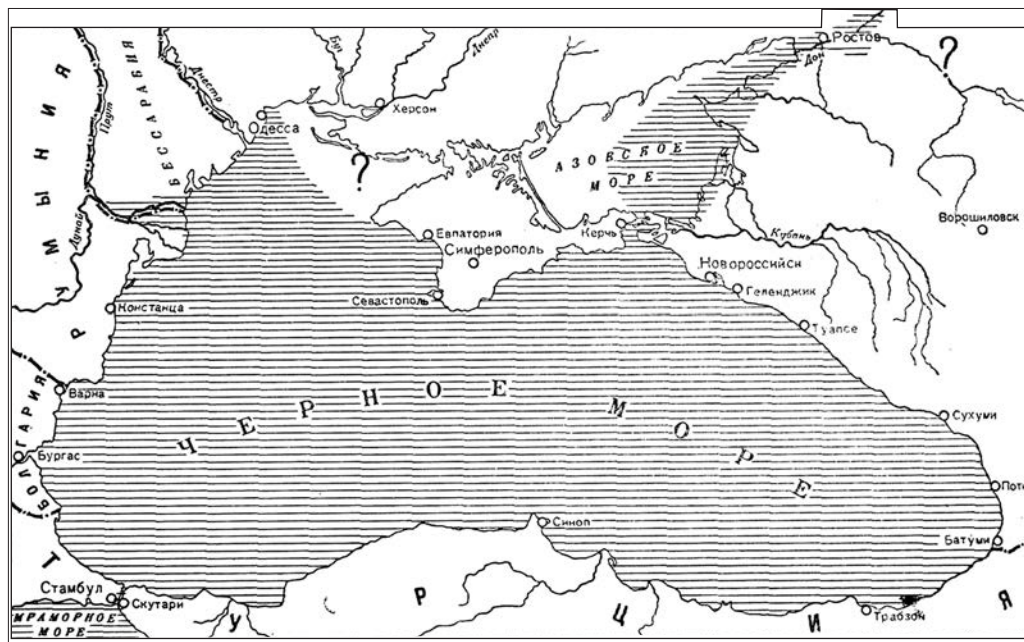 Ростов
?
Дон
Днепр
Буг
Днестр
Прут
БЕССАРАБИЯ
РУМЫНИЯ
Херсон
Одесса
?
АЗОВСКОЕ
МОРЕ
Дунай
Евпатория
Симферополь
Керчь
Кубань
Ворошиловск
Новороссийск
Геленджик
Севастополь
Констанца
Туапсе
Варна
ЧЕРНОЕ МОРЕ
Сухуми
БОЛГАРИЯ
Бургас
Поти
Синоп
Батуми
Стамбул
Скутари
ТУРЦИЯ
Трабзон
МРАМОРНОЕ
МОРЕ